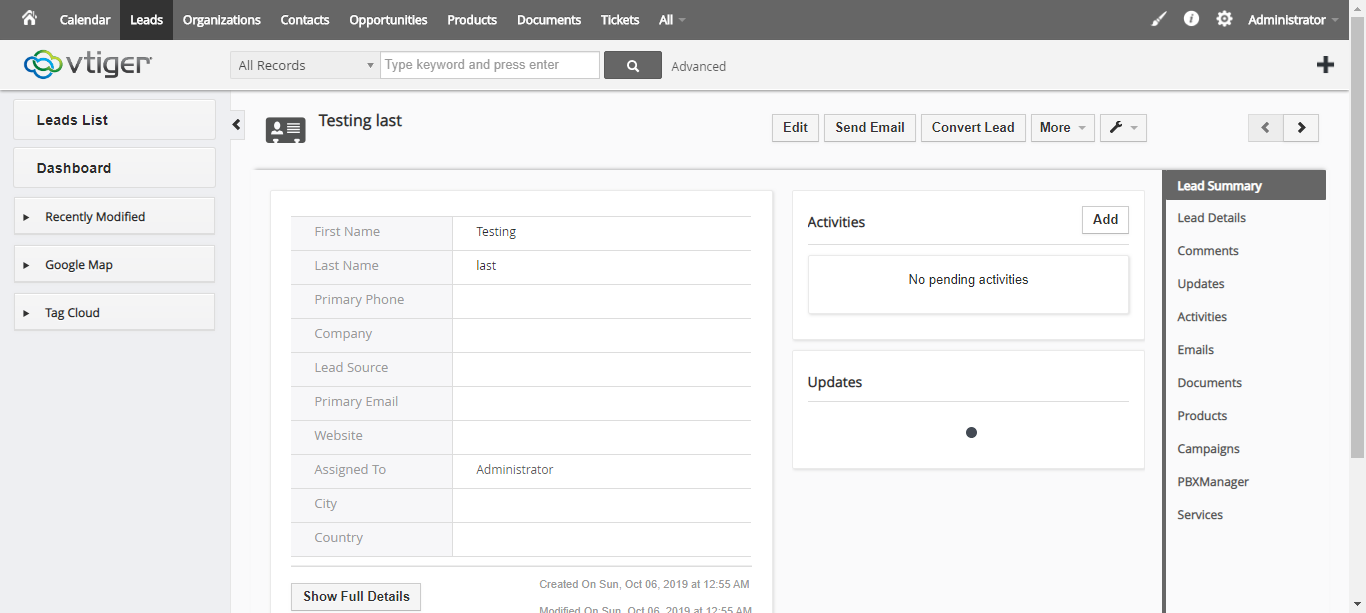 Calendar Leads Organizations Contacts Opportunities Products Documents Tickets All Administrator
vtiger All Records Type keyword and press enter Advanced
Leads List
Dashboard
Recently Modified
Google Map
Tag Cloud
Testing last
Edit Send Email Convert Lead More
First Name Testing
Last Name last
Primary Phone
Company
Lead Source
Primary Email
Website
Assigned To Administrator
City
Country
Show Full Details
Created On Sun, Oct 06, 2019 at 12:55 AM
Modified On Sun, Oct 06, 2019 at 12:55 AM
Activities Add
No pending activities
Updates
Lead Summary
Lead Details
Comments
Updates
Activities
Emails
Documents
Products
Campaigns
PBXManager
Services